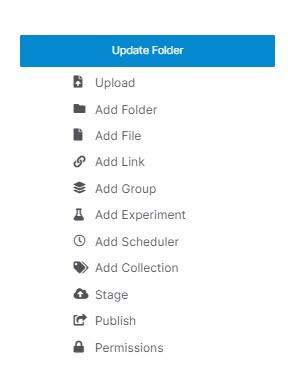 Update Folder
Upload
Add Folder
Add File
Add Link
Add Group
Add Experiment
Add Scheduler
Add Collection
Stage
Publish
Permissions